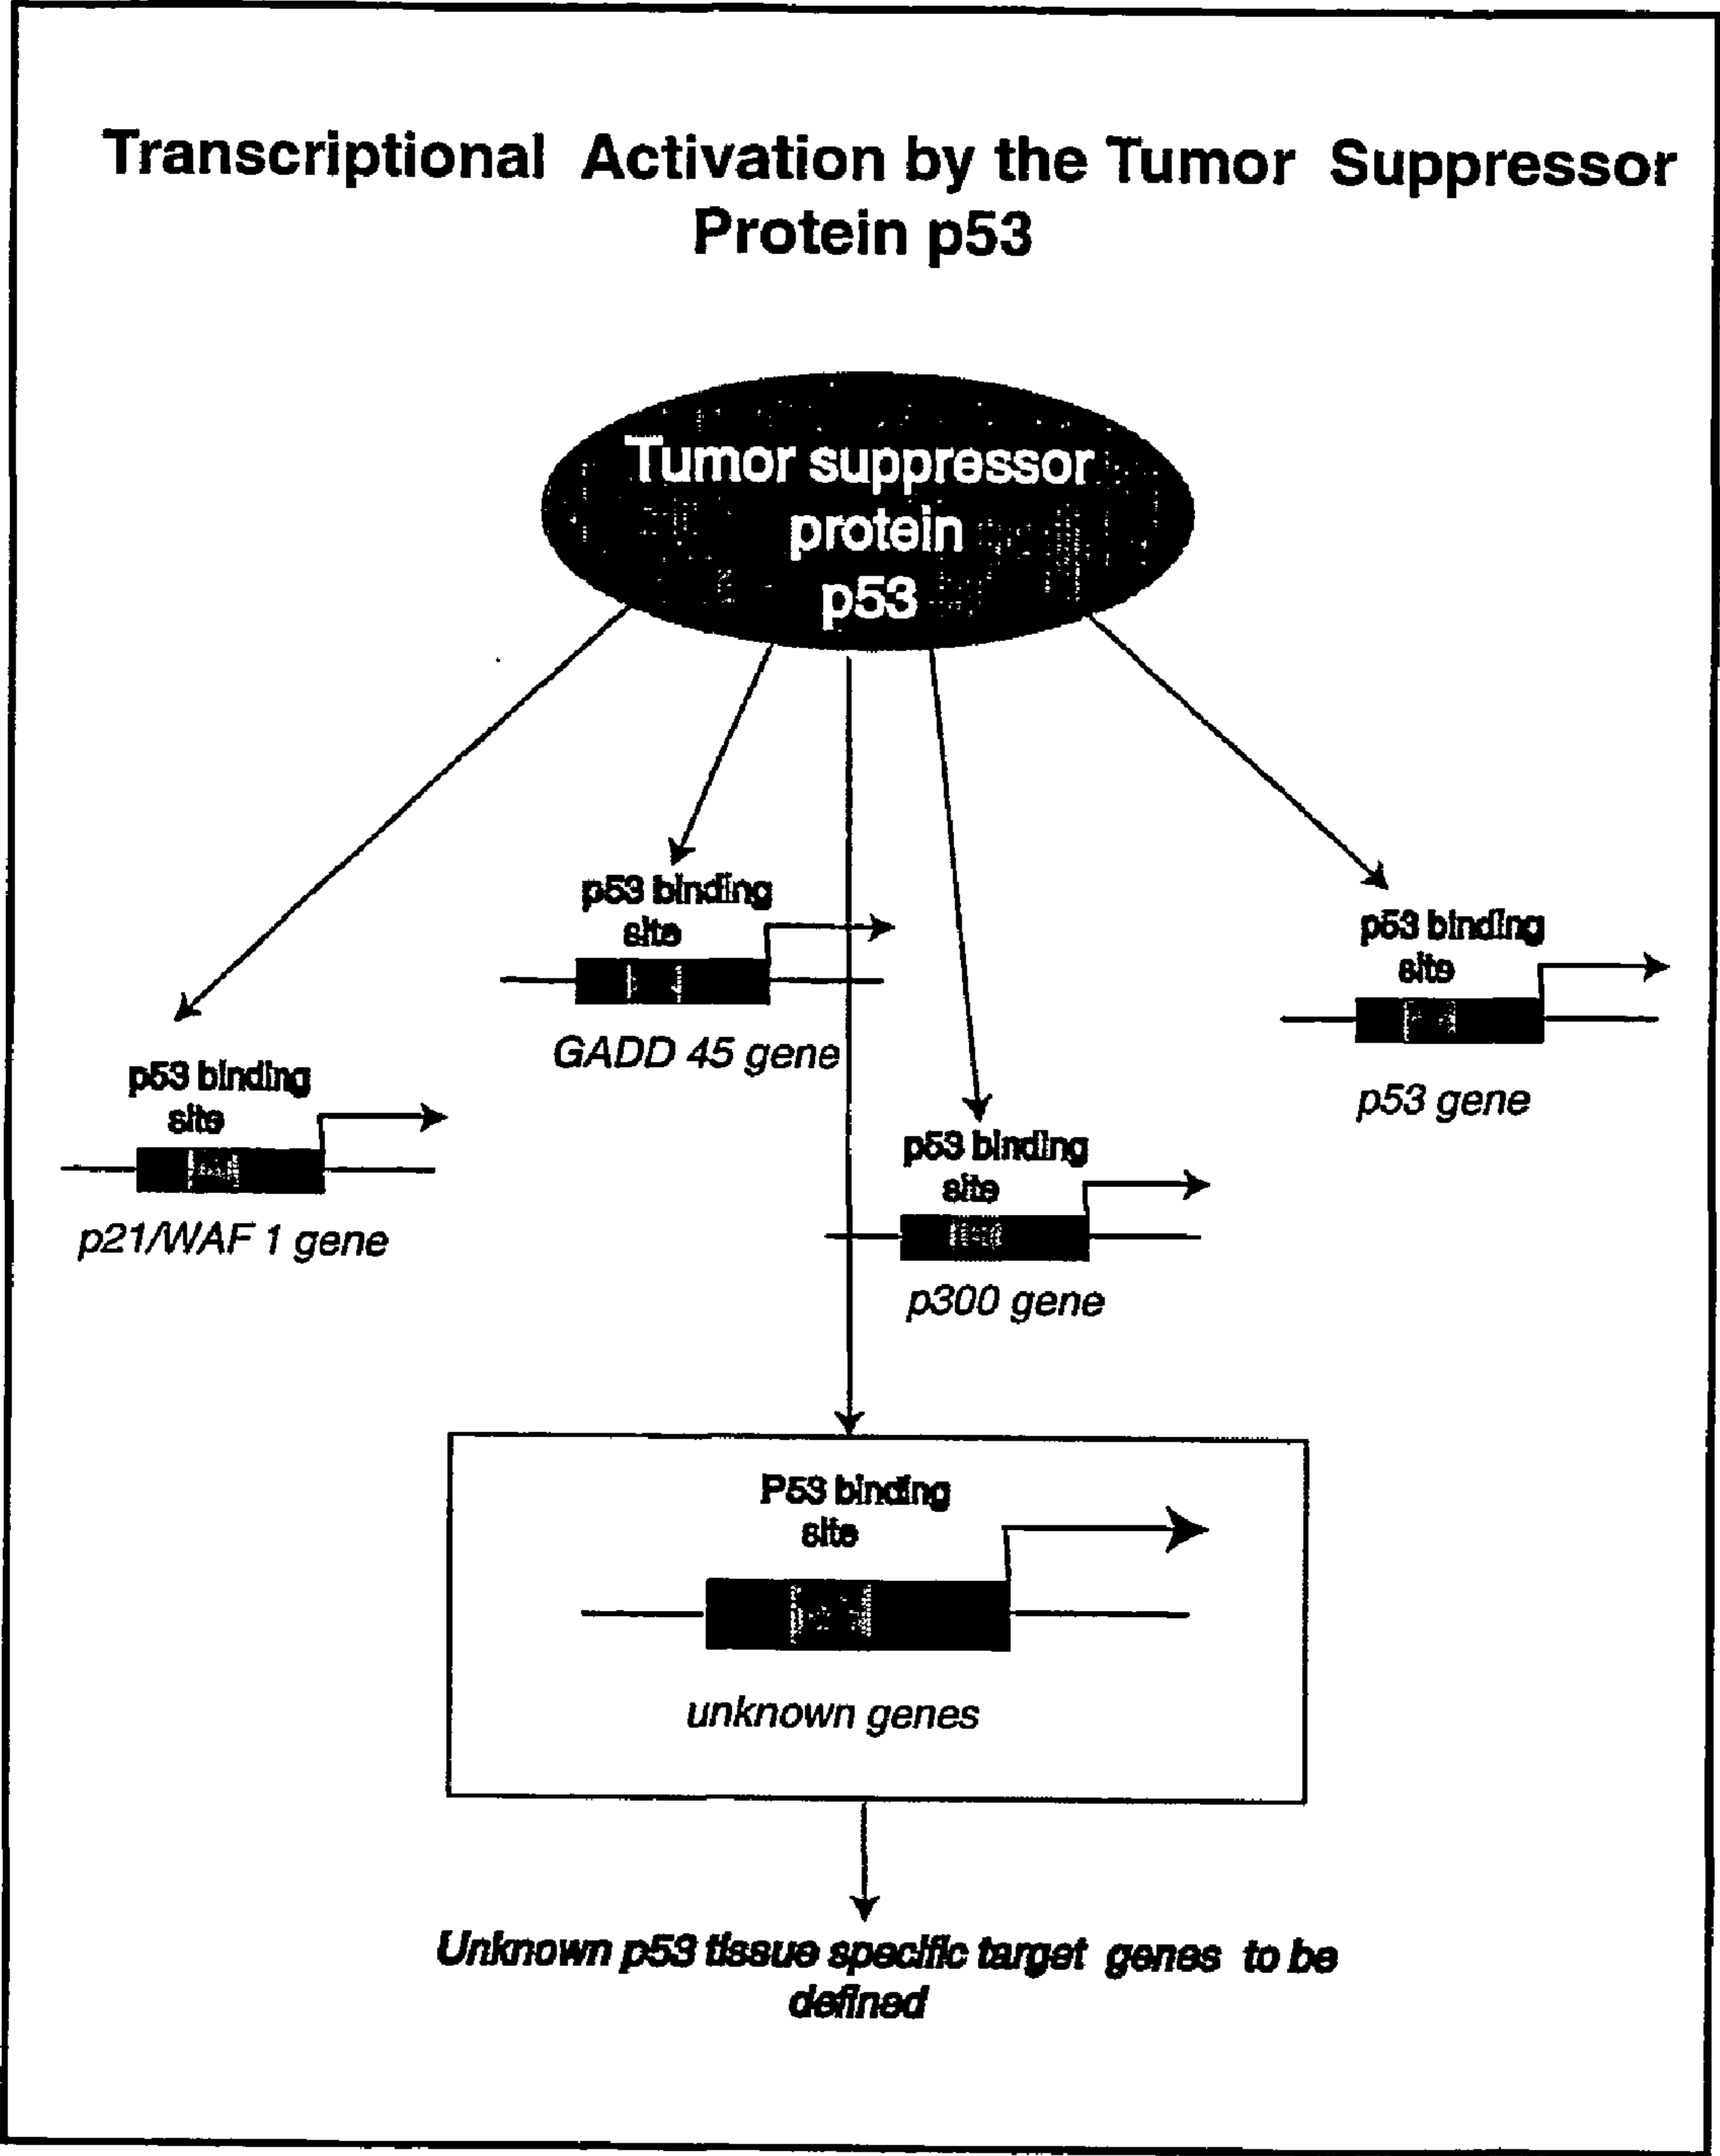 Transcriptional Activation by the Tumor Suppressor
Protein p53
Tumor suppressor
protein
p53
p53 binding
site
GADD 45 gene
p53 binding
site
p53 gene
p53 binding
site
p21/WAF 1 gene
p53 binding
site
p300 gene
P53 binding
site
unknown genes
Unknown p53 tissue specific target genes to be
defined